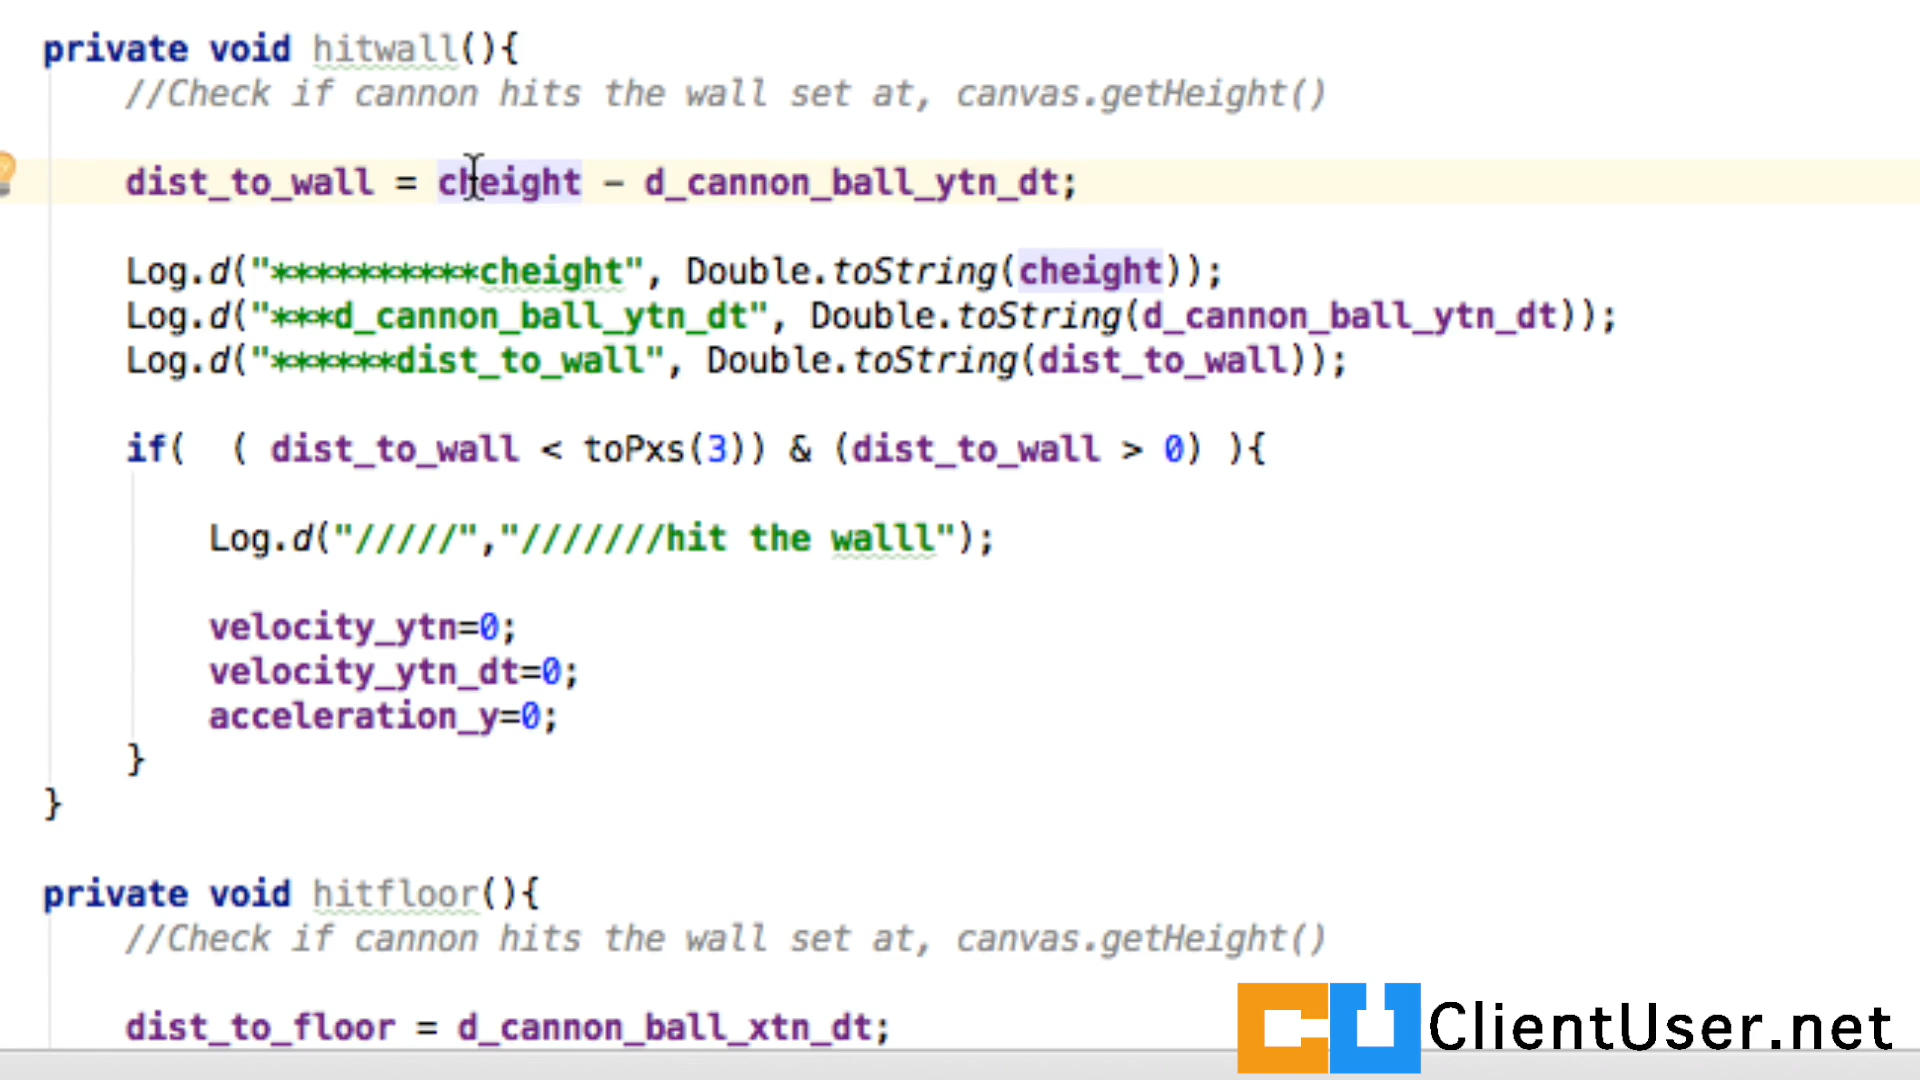 private void hitwall(){
//Check if cannon hits the wall set at, canvas.getHeight()
dist_to_wall = cheight - d_cannon_ball_ytn_dt;
Log.d("**********cheight", Double.toString(cheight));
Log.d("***d_cannon_ball_ytn_dt", Double.toString(d_cannon_ball_ytn_dt));
Log.d("******dist_to_wall", Double.toString(dist_to_wall));
if(  ( dist_to_wall < toPxs(3)) & (dist_to_wall > 0) ){
Log.d("/////","///////hit the walll");
velocity_ytn=0;
velocity_ytn_dt=0;
acceleration_y=0;
}
}
private void hitfloor(){
//Check if cannon hits the wall set at, canvas.getHeight()
dist_to_floor = d_cannon_ball_xtn_dt;
CU ClientUser.net